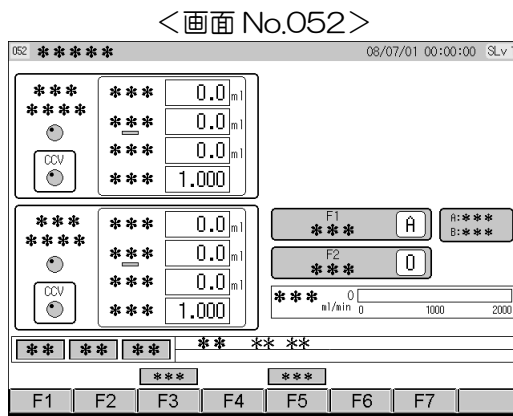 <画面 No.052>
052 ***** 08/07/01 00:00:00 SLv 1
*** *** 0.0 ml
**** *** 0.0 ml
*** 0.0 ml
CCV *** 1.000
*** *** 0.0 ml
**** *** 0.0 ml
*** 0.0 ml
CCV *** 1.000
F1 *** A
A:***
B:***
F2 *** 0
*** 0
ml/min 0 1000 2000
** ** ** ** ** **
*** ***
F1 F2 F3 F4 F5 F6 F7